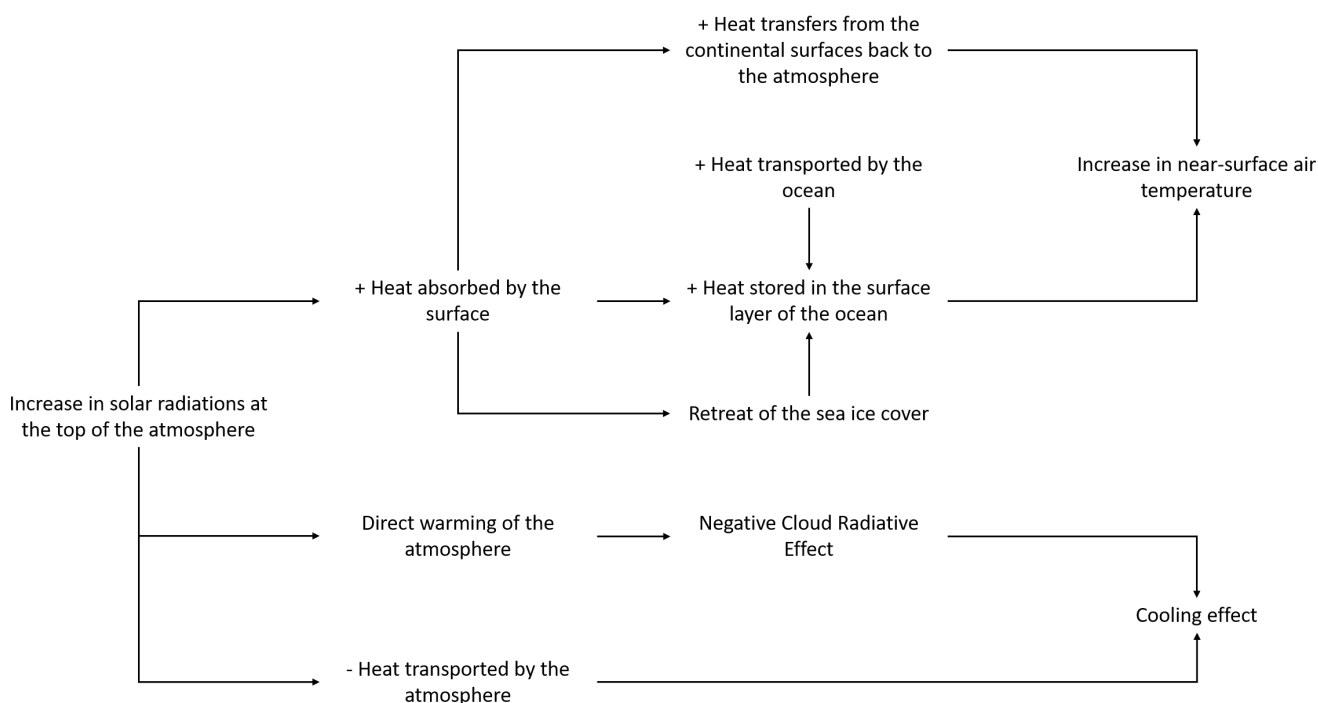 + Heat transfers from the
continental surfaces back to
the atmosphere
+ Heat transported by the
ocean
Increase in near-surface air
temperature
+ Heat absorbed by the
surface
+ Heat stored in the surface
layer of the ocean
Increase in solar radiations at
the top of the atmosphere
Retreat of the sea ice cover
Direct warming of the
atmosphere
Negative Cloud Radiative
Effect
Cooling effect
- Heat transported by the
atmosphere